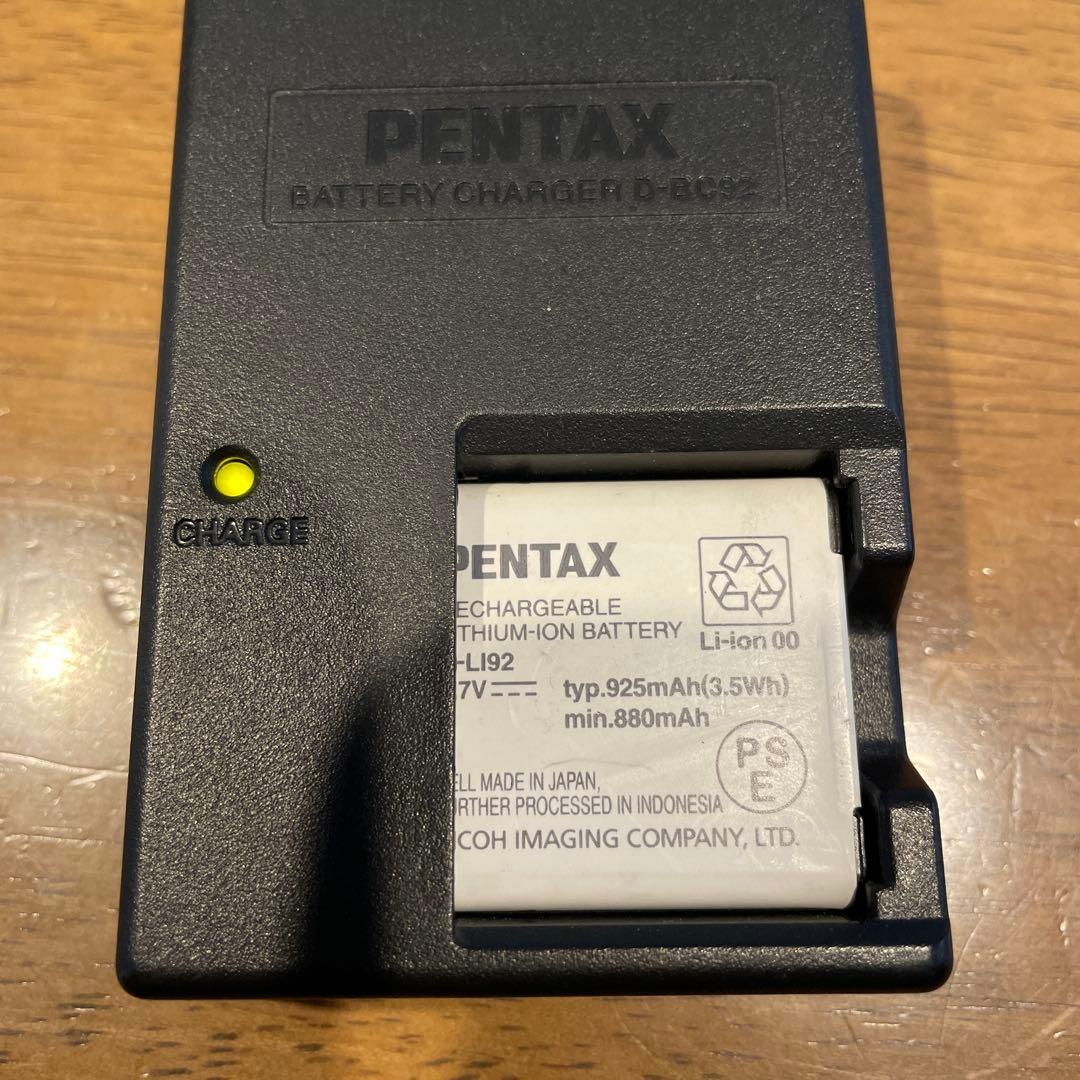 PENTAX
BATTERY CHARGER D-BC92
CHARGE
PENTAX
ECHARGEABLE
THIUM-ION BATTERY
-LI92
7V
typ.925mAh(3.5Wh)
min.880mAh
Li-ion 00
PS
E
ELL MADE IN JAPAN,
RTHER PROCESSED IN INDONESIA
COH IMAGING COMPANY, LTD.